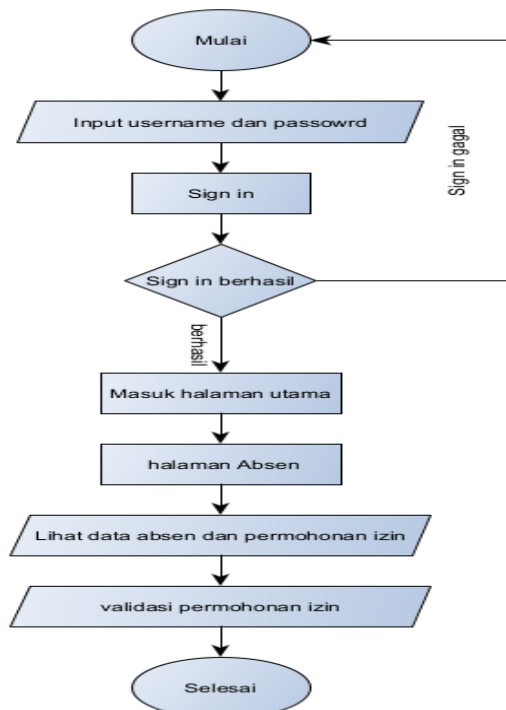 Mulai
Input username dan passowrd
Sign in
Sign in gagal
Sign in berhasil
berhasil
Masuk halaman utama
halaman Absen
Lihat data absen dan permohonan izin
validasi permohonan izin
Selesai